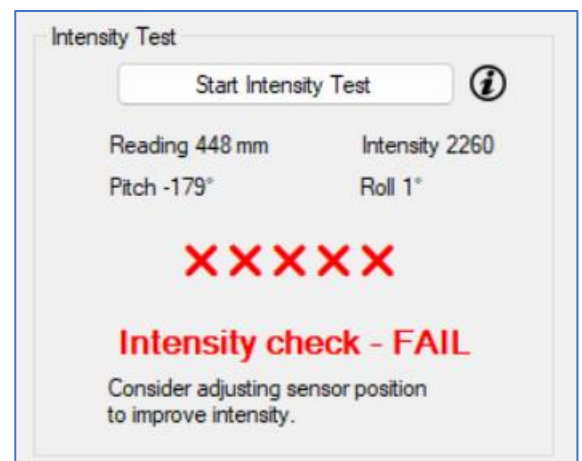 Intensity Test
Start Intensity Test
Reading 448 mm Intensity 2260
Pitch -179° Roll 1°
Intensity check - FAIL
Consider adjusting sensor position
to improve intensity.